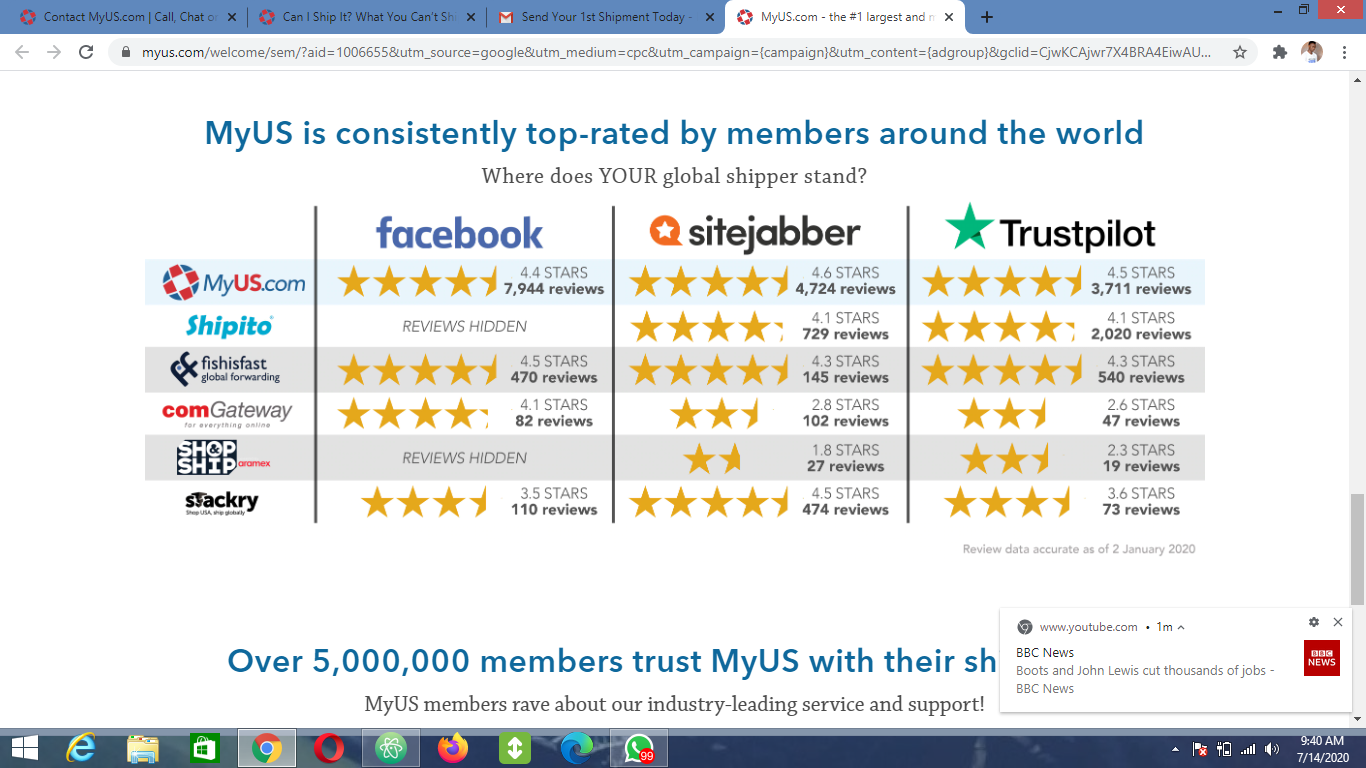 Contact MyUS.com | Call, Chat or
Can I Ship It? What You Can't Shi
Send Your 1st Shipment Today -
MyUS.com - the #1 largest and m
myus.com/welcome/sem/?aid=1006655&utm_source=google&utm_medium=cpc&utm_campaign={campaign}&utm_content={adgroup}&gclid=CjwKCAjwr7X4BRA4EiwAU...
MyUS is consistently top-rated by members around the world
Where does YOUR global shipper stand?
facebook sitejabber Trustpilot
MyUS.com 4.4 STARS 4.6 STARS 4.5 STARS
7,944 reviews 4,724 reviews 3,711 reviews
Shipito REVIEWS HIDDEN 4.1 STARS 4.1 STARS
729 reviews 2,020 reviews
fishisfast 4.5 STARS 4.3 STARS 4.3 STARS
global forwarding 470 reviews 145 reviews 540 reviews
comGateway 4.1 STARS 2.8 STARS 2.6 STARS
for everything online 82 reviews 102 reviews 47 reviews
SHOP & SHIP aramex REVIEWS HIDDEN 1.8 STARS 2.3 STARS
27 reviews 19 reviews
stackry 3.5 STARS 4.5 STARS 3.6 STARS
Shop USA, ship globally 110 reviews 474 reviews 73 reviews
Review data accurate as of 2 January 2020
Over 5,000,000 members trust MyUS with their sh
MyUS members rave about our industry-leading service and support!
www.youtube.com • 1m
BBC News
Boots and John Lewis cut thousands of jobs -
BBC News
BBC
NEWS
99
9:40 AM
7/14/2020